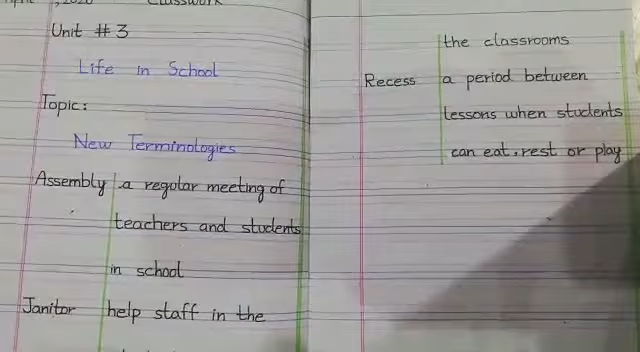 Classwork
Unit # 3
Life in School
Topic:
New Terminologies
Assembly a regular meeting of
teachers and students
in school
Janitor help staff in the
the classrooms
Recess a period between
lessons when students
can eat, rest or play